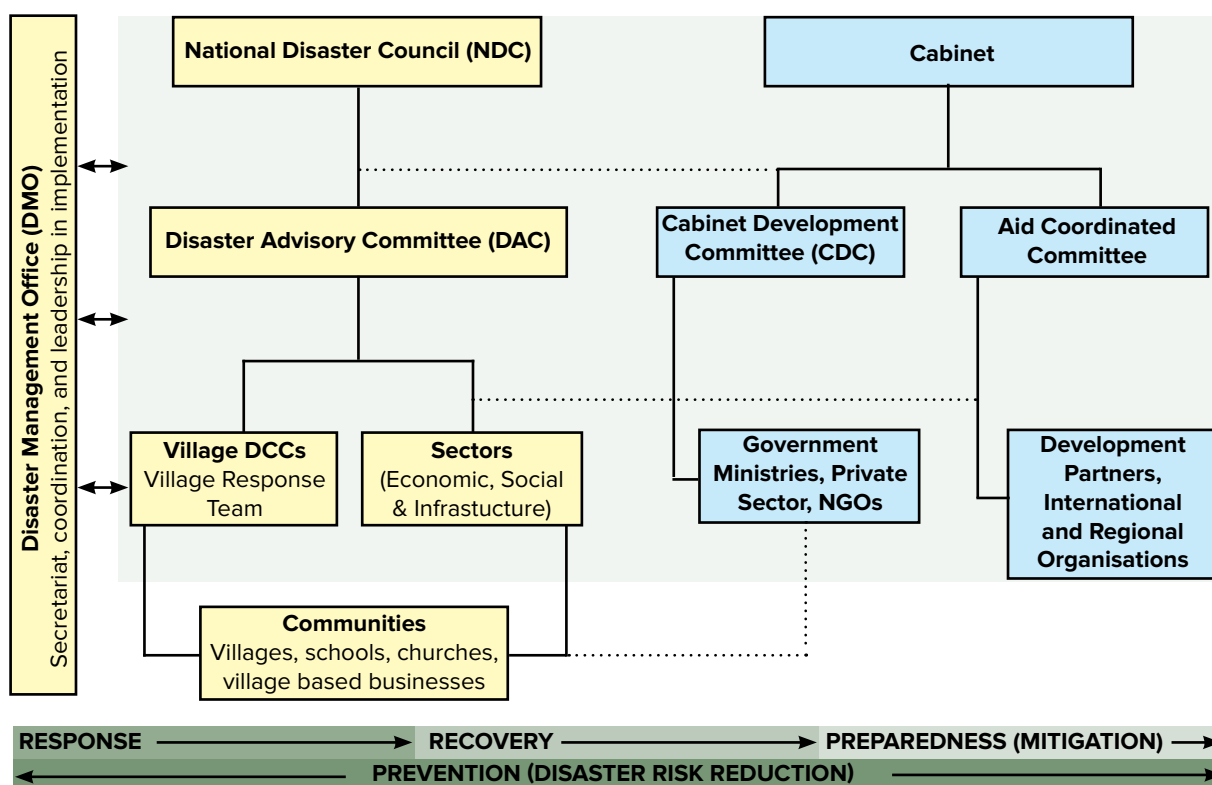 Disaster Management Office (DMO)
Secretariat, coordination, and leadership in implementation
National Disaster Council (NDC)
Cabinet
Disaster Advisory Committee (DAC)
Cabinet Development
Committee (CDC)
Aid Coordinated
Committee
Village DCCs
Village Response
Team
Sectors
(Economic, Social
& Infrastucture)
Government
Ministries, Private
Sector, NGOs
Development
Partners,
International
and Regional
Organisations
Communities
Villages, schools, churches,
village based businesses
RESPONSE
RECOVERY
PREPAREDNESS (MITIGATION)
PREVENTION (DISASTER RISK REDUCTION)